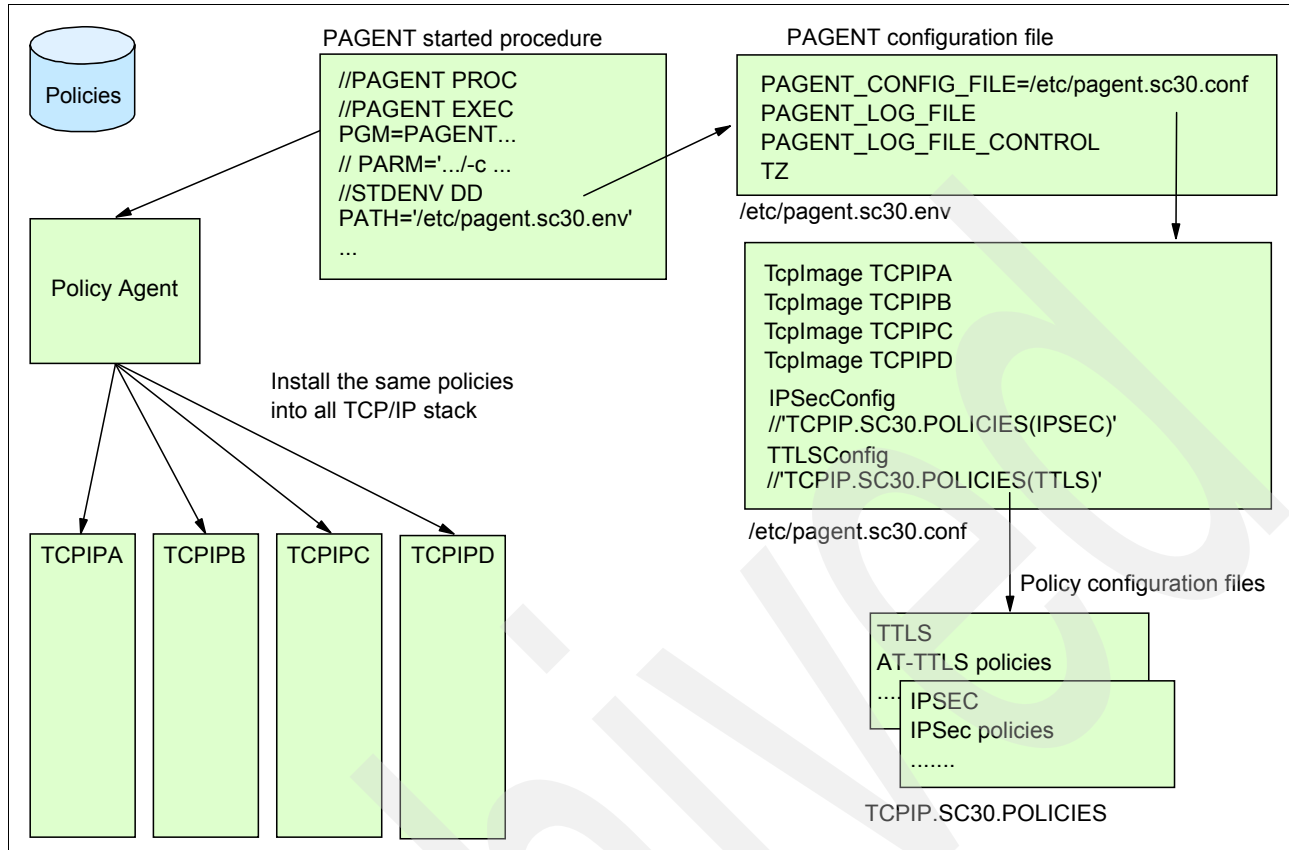 Policies
PAGENT started procedure
//PAGENT PROC
//PAGENT EXEC
PGM=PAGENT...
// PARM='.../-c ...
//STDENV DD
PATH='/etc/pagent.sc30.env'
...
PAGENT configuration file
PAGENT_CONFIG_FILE=/etc/pagent.sc30.conf
PAGENT_LOG_FILE
PAGENT_LOG_FILE_CONTROL
TZ
/etc/pagent.sc30.env
Policy Agent
Install the same policies
into all TCP/IP stack
TcpImage TCPIPA
TcpImage TCPIPB
TcpImage TCPIPC
TcpImage TCPIPD
IPSecConfig
//'TCPIP.SC30.POLICIES(IPSEC)'
TTLSConfig
//'TCPIP.SC30.POLICIES(TTLS)'
/etc/pagent.sc30.conf
TCPIPA
TCPIPB
TCPIPC
TCPIPD
Policy configuration files
TTLS
AT-TTLS policies
....
IPSEC
IPSec policies
.......
TCPIP.SC30.POLICIES